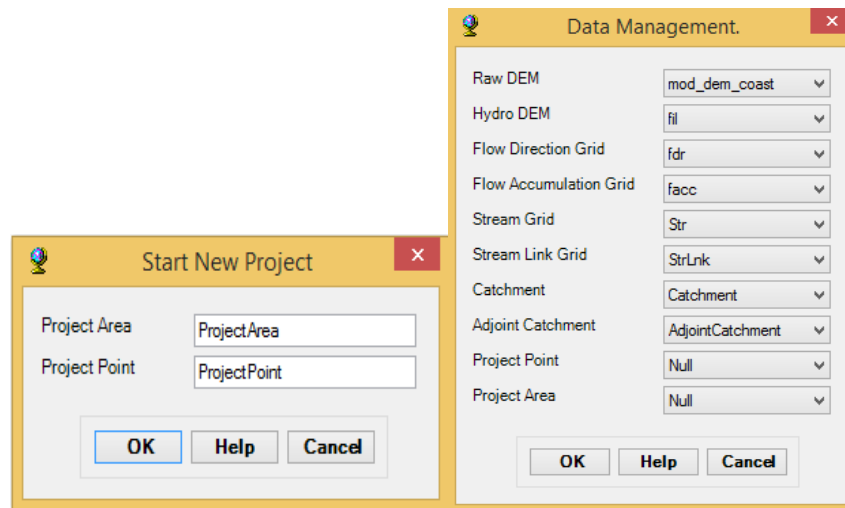 Data Management.
Raw DEM mod_dem_coast
Hydro DEM fil
Flow Direction Grid fdr
Flow Accumulation Grid facc
Stream Grid Str
Stream Link Grid StrLnk
Catchment Catchment
Adjoint Catchment AdjointCatchment
Project Point Null
Project Area Null
OK Help Cancel
Start New Project
Project Area ProjectArea
Project Point ProjectPoint
OK Help Cancel